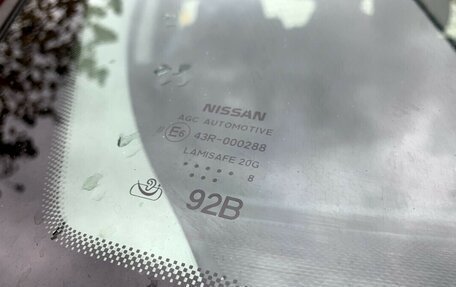 NISSAN
AGC AUTOMOTIVE
E6 43R-000288
LAMISAFE 20G
8
92B